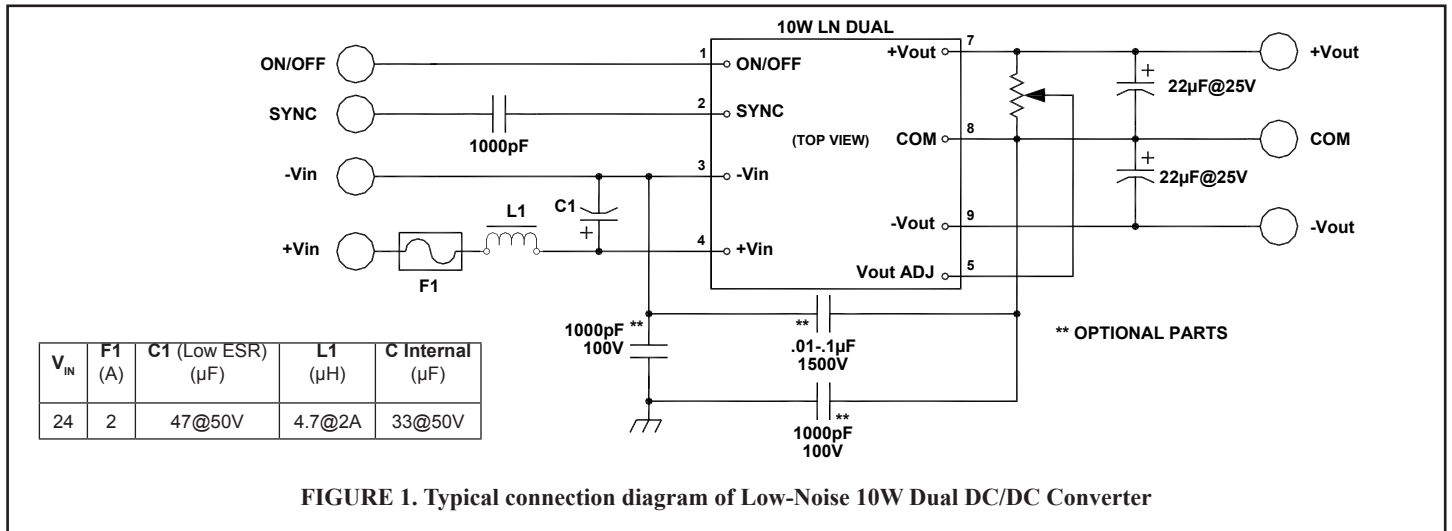 10W LN DUAL
ON/OFF
1
ON/OFF
+Vout
7
+Vout
+
22µF@25V
SYNC
1000pF
2
SYNC
(TOP VIEW)
COM
8
COM
-Vin
3
-Vin
+
22µF@25V
C1
+
-Vout
9
-Vout
+Vin
F1
L1
4
+Vin
Vout ADJ
5
1000pF **
100V
**
.01-.1µF
1500V
** OPTIONAL PARTS
**
1000pF
100V
VIN F1 (A) C1 (Low ESR) (µF) L1 (µH) C Internal (µF)
24 2 47@50V 4.7@2A 33@50V
FIGURE 1. Typical connection diagram of Low-Noise 10W Dual DC/DC Converter